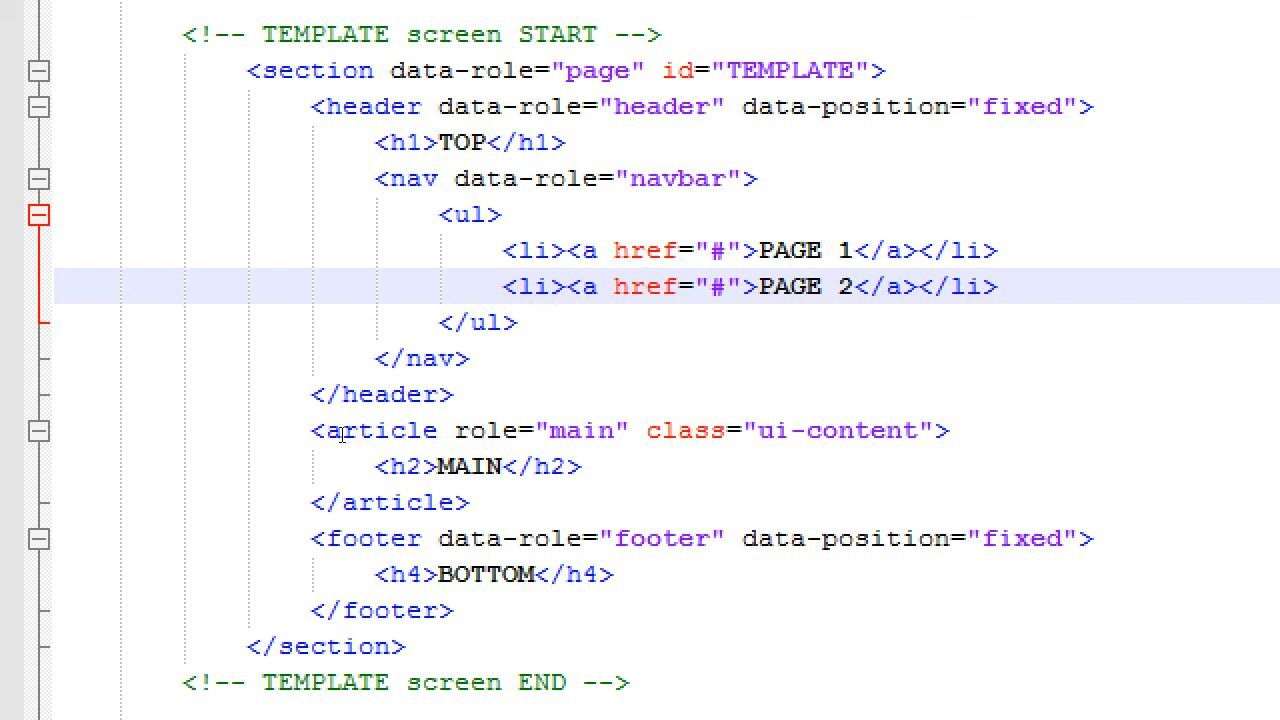 <!-- TEMPLATE screen START -->
<section data-role="page" id="TEMPLATE">
<header data-role="header" data-position="fixed">
<h1>TOP</h1>
<nav data-role="navbar">
<ul>
<li><a href="#">PAGE 1</a></li>
<li><a href="#">PAGE 2</a></li>
</ul>
</nav>
</header>
<article role="main" class="ui-content">
<h2>MAIN</h2>
</article>
<footer data-role="footer" data-position="fixed">
<h4>BOTTOM</h4>
</footer>
</section>
<!-- TEMPLATE screen END -->